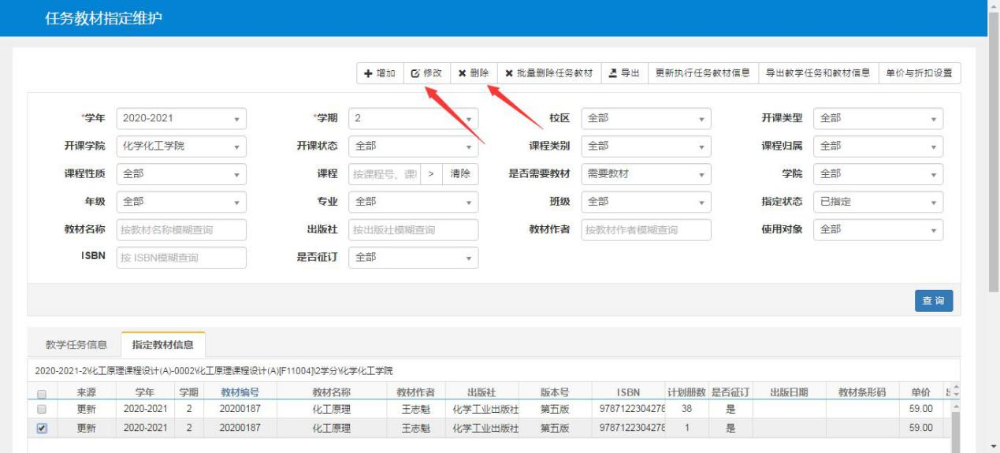 任务教材指定维护
增加 修改 删除 批量删除任务教材 导出 更新执行任务教材信息 导出教学任务和教材信息 单价与折扣设置
*学年 2020-2021 *学期 2 校区 全部 开课类型 全部
开课学院 化学化工学院 开课状态 全部 课程类别 全部 课程归属 全部
课程性质 全部 课程 按课程号、课 > 清除 是否需要教材 需要教材 学院 全部
年级 全部 专业 全部 班级 全部 指定状态 已指定
教材名称 按教材名称模糊查询 出版社 按出版社模糊查询 教材作者 按教材作者模糊查询 使用对象 全部
ISBN 按 ISBN模糊查询 是否征订 全部
查 询
教学任务信息 指定教材信息
2020-2021-2\化工原理课程设计(A)-0002\化工原理课程设计(A)[F11004]\2学分\化学化工学院
来源 学年 学期 教材编号 教材名称 教材作者 出版社 版本号 ISBN 计划册数 是否征订 出版日期 教材条形码 单价
更新 2020-2021 2 20200187 化工原理 王志魁 化学工业出版社 第五版 9787122304278 38 是 59.00
更新 2020-2021 2 20200187 化工原理 王志魁 化学工业出版社 第五版 9787122304278 1 是 59.00